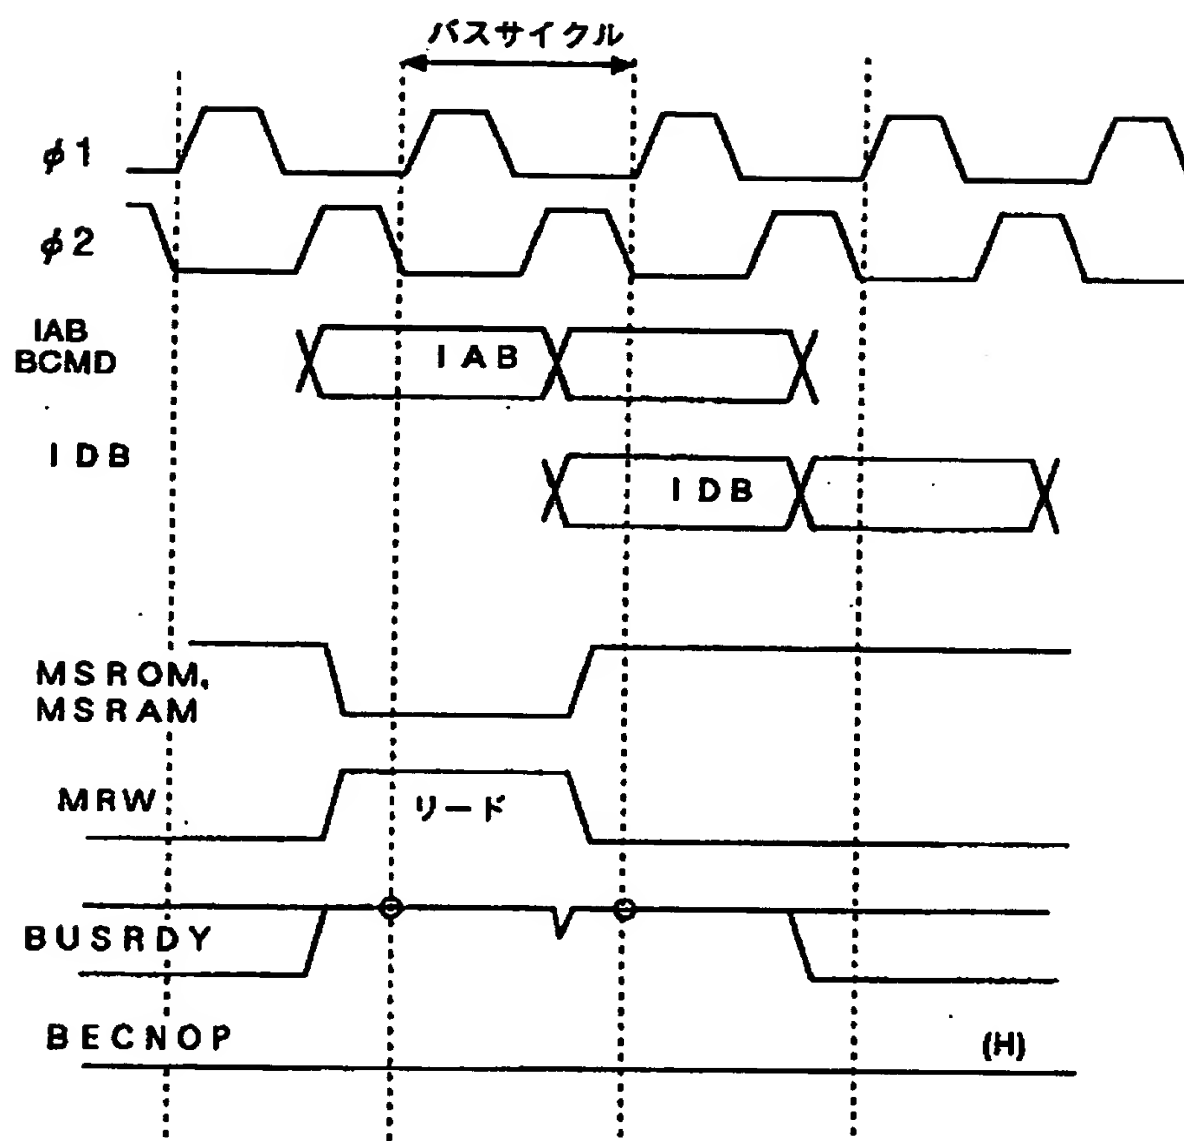 バスサイクル
φ1
φ2
IAB
BCMD
IAB
IDB
IDB
MSROM,
MSRAM
MRW
リード
BUSRDY
BECNOP
(H)